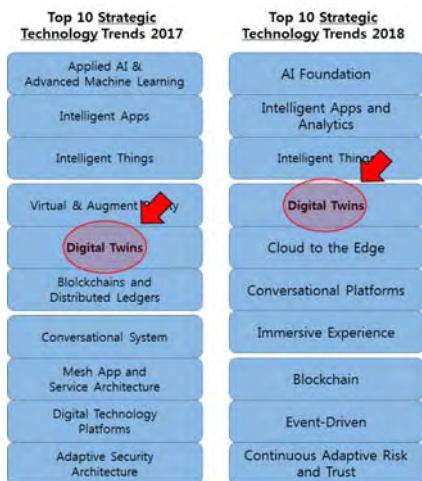 Top 10 Strategic
Technology Trends 2017
Applied AI &
Advanced Machine Learning
Intelligent Apps
Intelligent Things
Virtual & Augment
Digital Twins
Blolckchains and
Distributed Ledgers
Conversational System
Mesh App and
Service Architecture
Digital Technology
Platforms
Adaptive Security
Architecture
Top 10 Strategic
Technology Trends 2018
AI Foundation
Intelligent Apps and
Analytics
Intelligent Things
Digital Twins
Cloud to the Edge
Conversational Platforms
Immersive Experience
Blockchain
Event-Driven
Continuous Adaptive Risk
and Trust